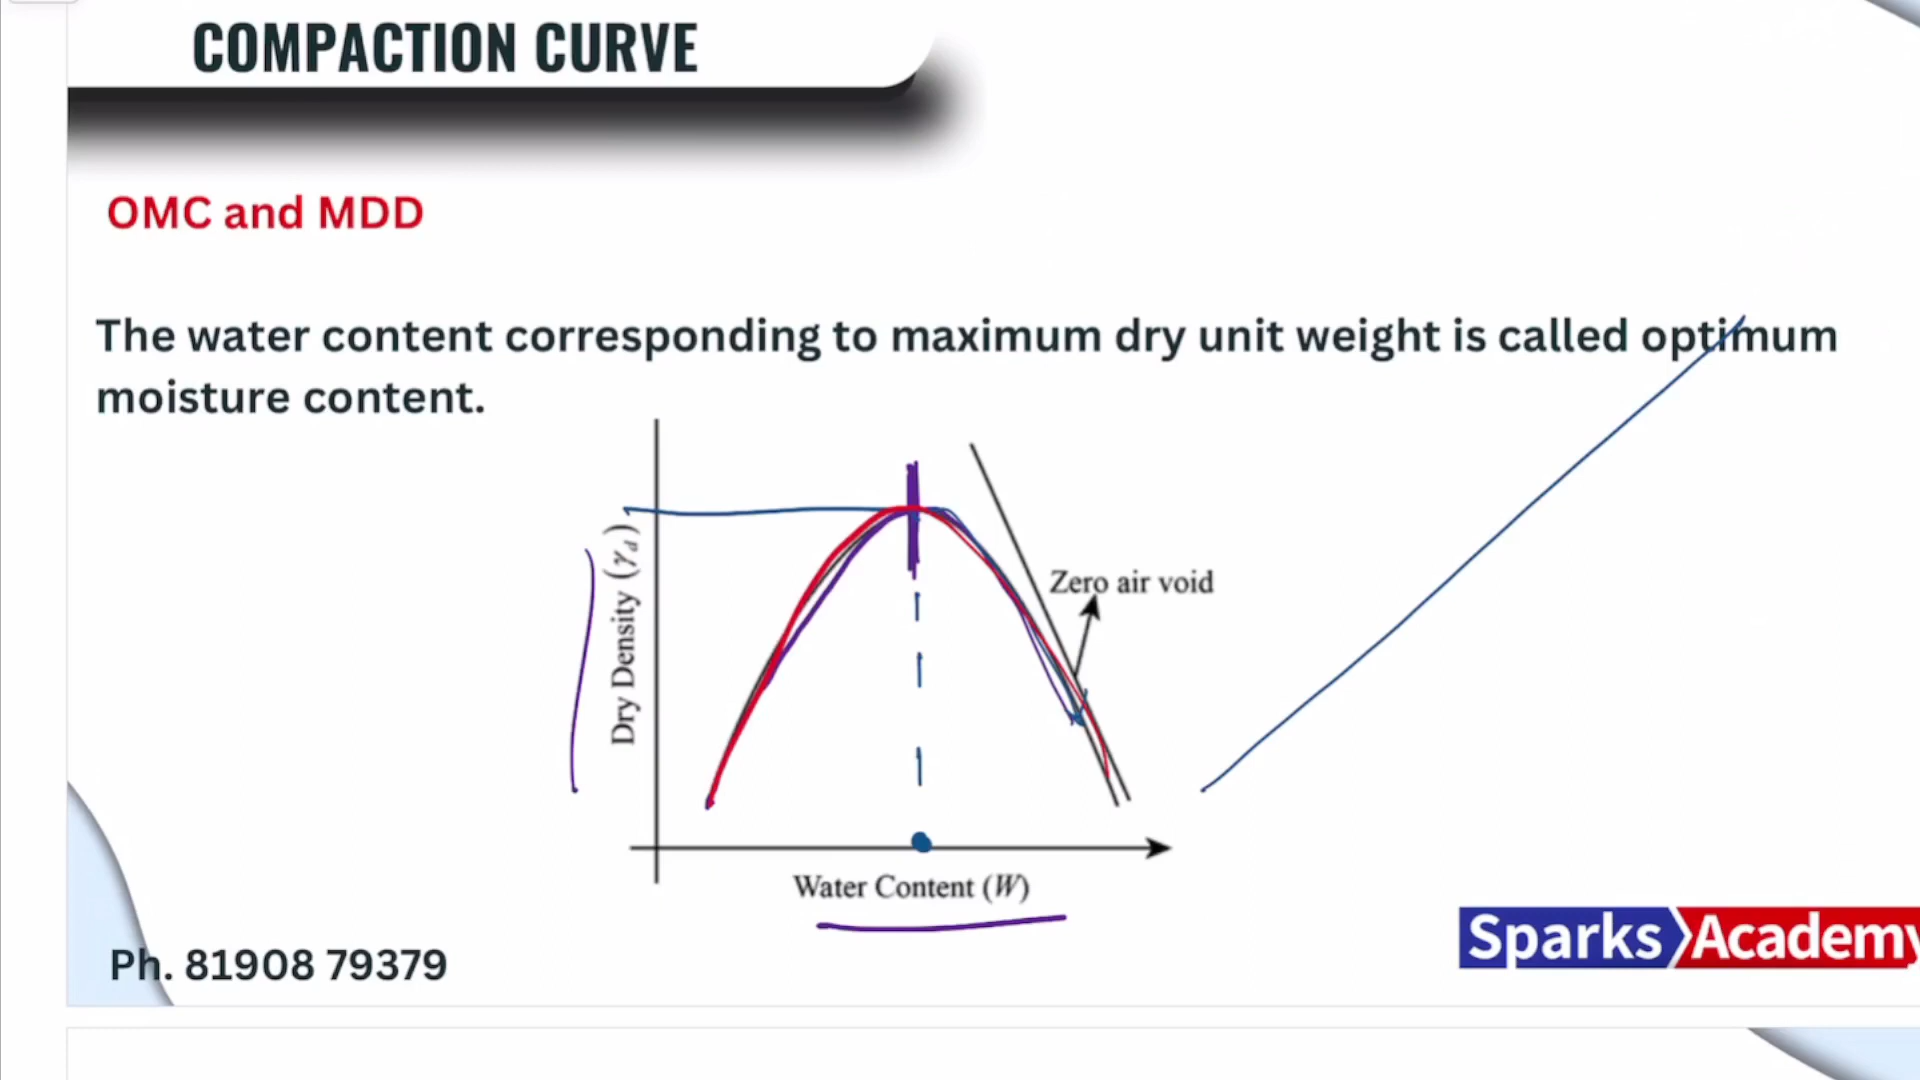 COMPACTION CURVE
OMC and MDD
The water content corresponding to maximum dry unit weight is called optimum
moisture content.
Dry Density (γd)
Zero air void
Water Content (W)
Ph. 81908 79379
Sparks Academy